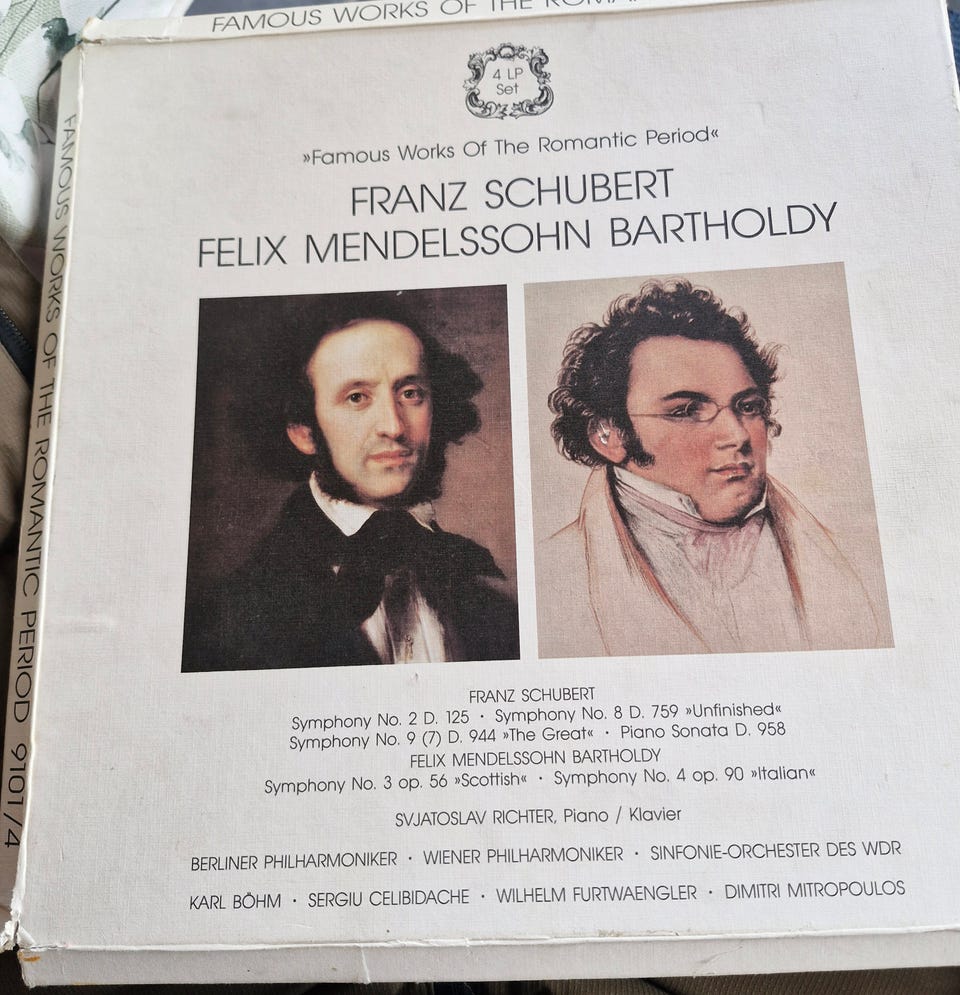 FAMOUS WORKS OF THE
4 LP
Set
»Famous Works Of The Romantic Period«
FRANZ SCHUBERT
FELIX MENDELSSOHN BARTHOLDY
FRANZ SCHUBERT
Symphony No. 2 D. 125 · Symphony No. 8 D. 759 »Unfinished«
Symphony No. 9 (7) D. 944 »The Great« · Piano Sonata D. 958
FELIX MENDELSSOHN BARTHOLDY
Symphony No. 3 op. 56 »Scottish« · Symphony No. 4 op. 90 »Italian«
SVJATOSLAV RICHTER, Piano / Klavier
BERLINER PHILHARMONIKER · WIENER PHILHARMONIKER · SINFONIE-ORCHESTER DES WDR
KARL BÖHM · SERGIU CELIBIDACHE · WILHELM FURTWAENGLER · DIMITRI MITROPOULOS
FAMOUS WORKS OF THE ROMANTIC PERIOD 9101/4